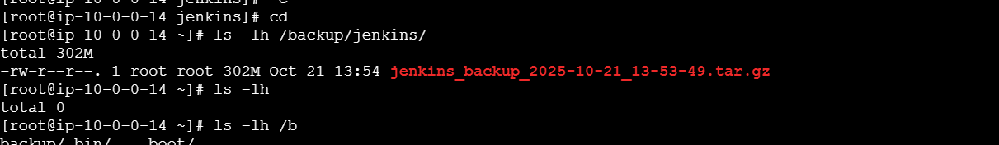 [root@ip-10-0-0-14 jenkins]# ^C
[root@ip-10-0-0-14 jenkins]# cd
[root@ip-10-0-0-14 ~]# ls -lh /backup/jenkins/
total 302M
-rw-r--r--. 1 root root 302M Oct 21 13:54 jenkins_backup_2025-10-21_13-53-49.tar.gz
[root@ip-10-0-0-14 ~]# ls -lh
total 0
[root@ip-10-0-0-14 ~]# ls -lh /b
backup/ bin/    boot/